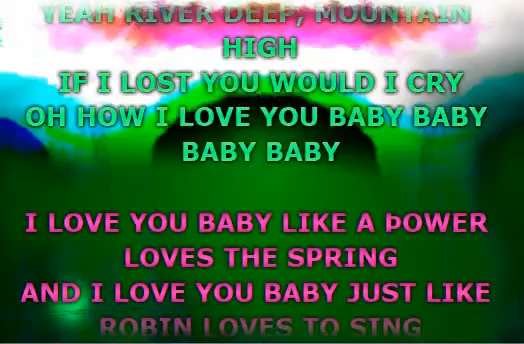 YEAH RIVER DEEP, MOUNTAIN
HIGH
IF I LOST YOU WOULD I CRY
OH HOW I LOVE YOU BABY BABY
BABY BABY
I LOVE YOU BABY LIKE A ÞOWER
LOVES THE SPRING
AND I LOVE YOU BABY JUST LIKE
ROBIN LOVES TO SING